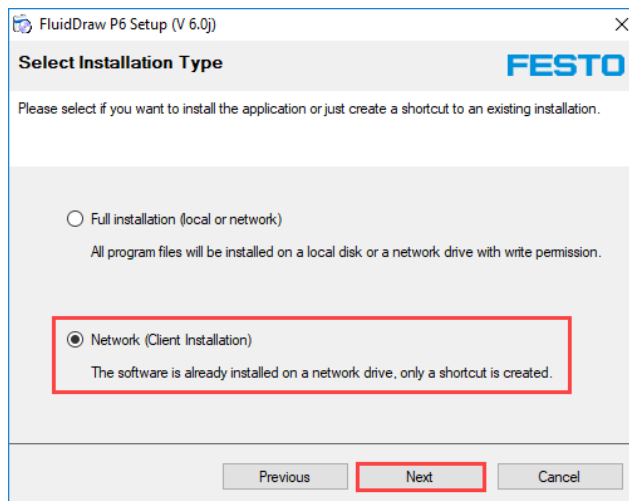 FluidDraw P6 Setup (V 6.0j)
Select Installation Type
FESTO
Please select if you want to install the application or just create a shortcut to an existing installation.
Full installation (local or network)
All program files will be installed on a local disk or a network drive with write permission.
Network (Client Installation)
The software is already installed on a network drive, only a shortcut is created.
Previous Next Cancel